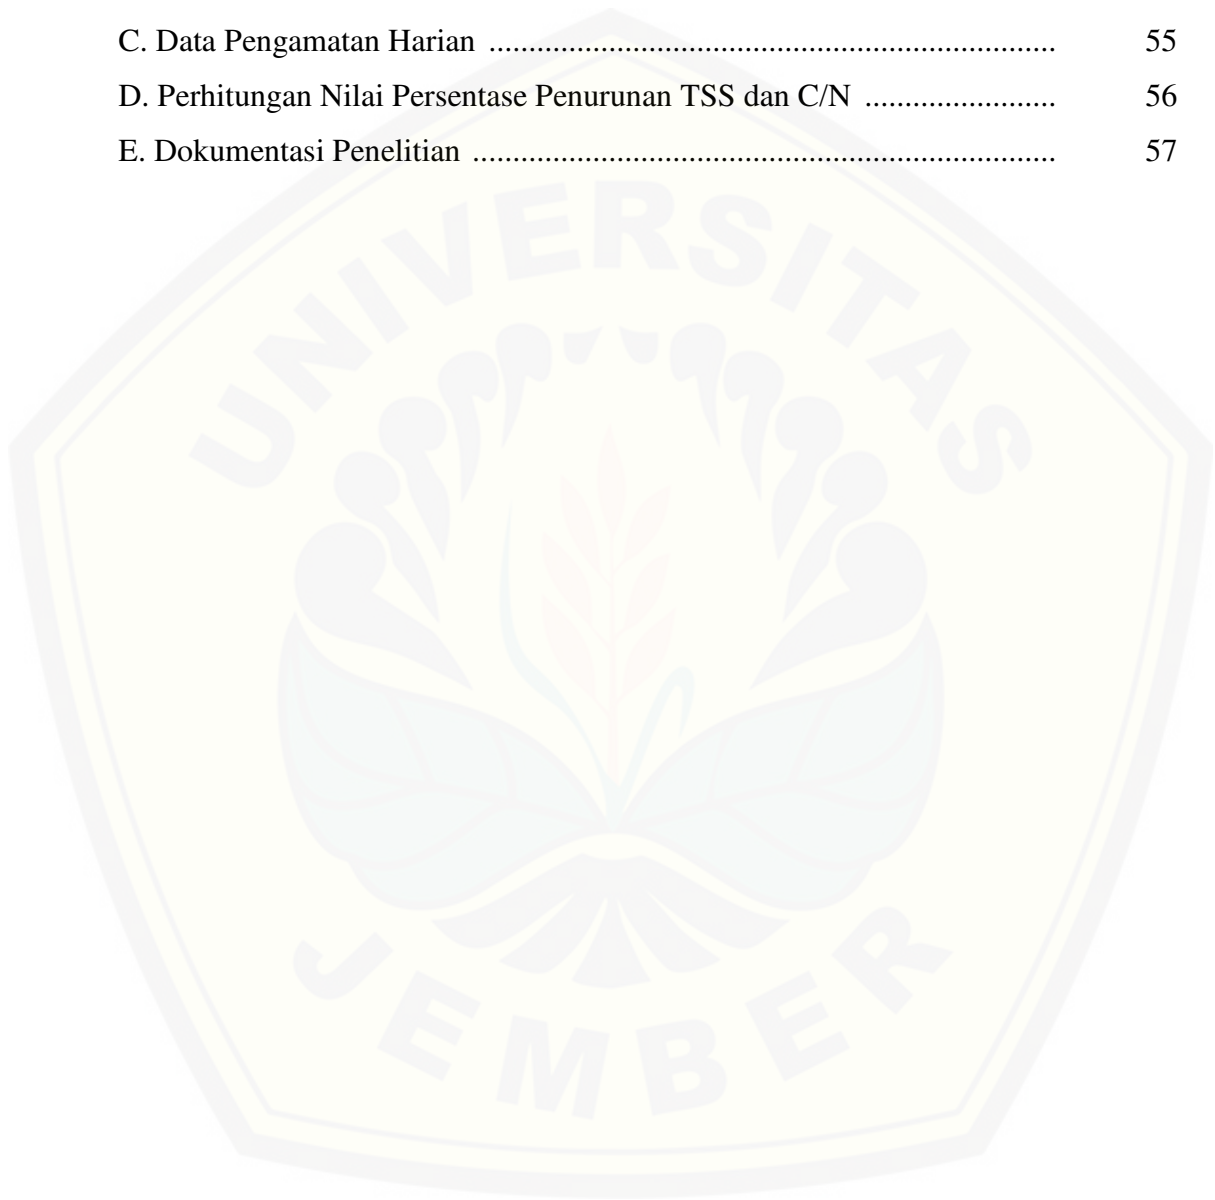 C. Data Pengamatan Harian ..................................................................... 55
D. Perhitungan Nilai Persentase Penurunan TSS dan C/N ....................... 56
E. Dokumentasi Penelitian ....................................................................... 57
UNIVERSITAS
JEMBER